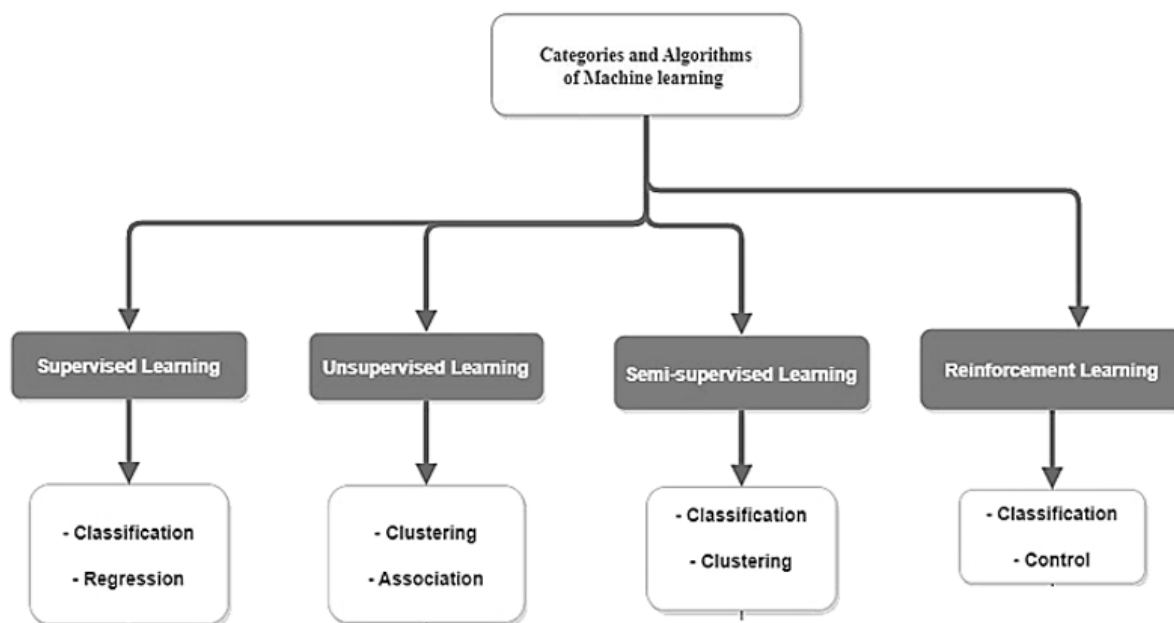 Categories and Algorithms
of Machine learning
Supervised Learning
Unsupervised Learning
Semi-supervised Learning
Reinforcement Learning
- Classification
- Regression
- Clustering
- Association
- Classification
- Clustering
- Classification
- Control